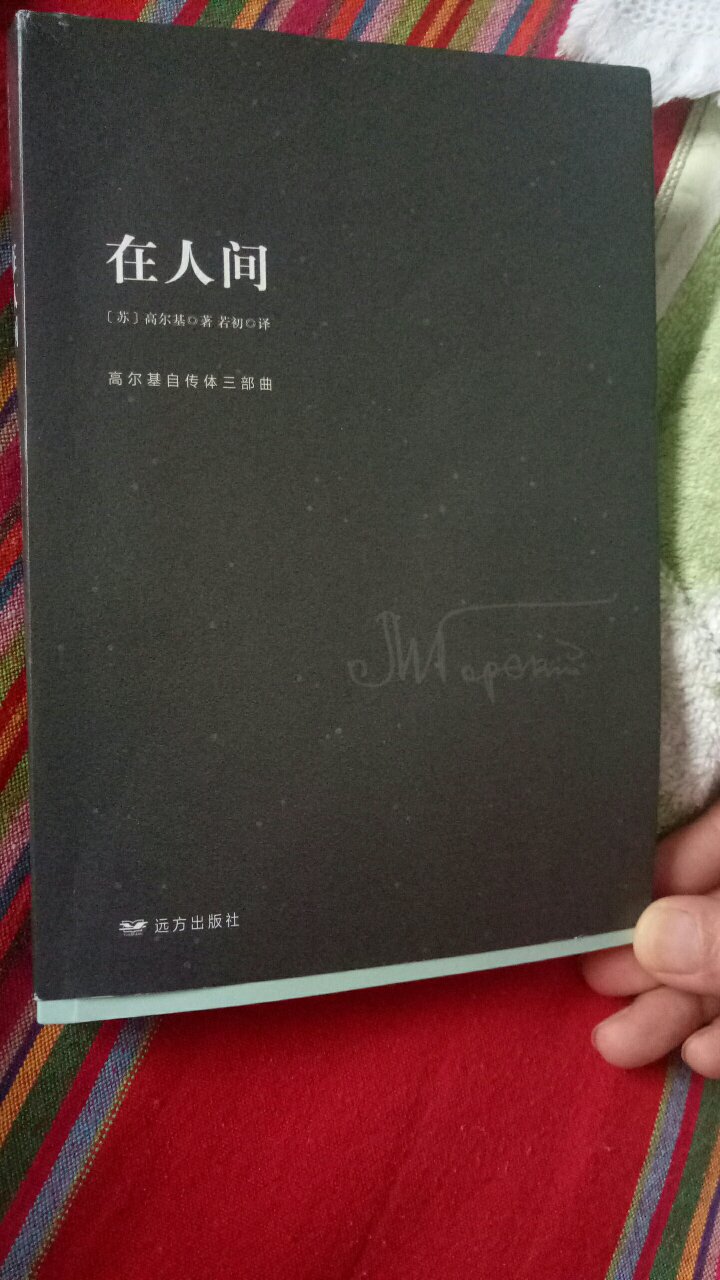 在人间
〔苏〕高尔基◎著 若初◎译
高尔基自传体三部曲
М Горький
远方出版社